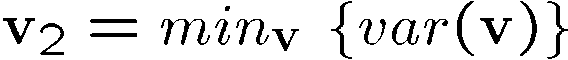 v₂ = min_v {var(v)}